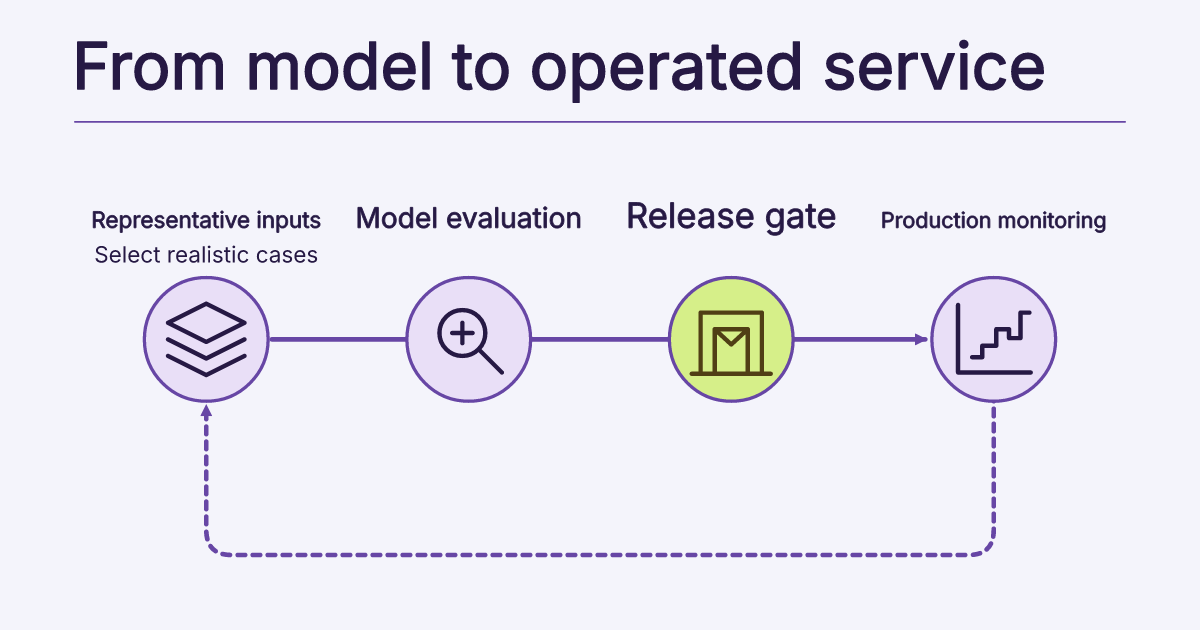 From model to operated service
Representative inputs
Select realistic cases
Model evaluation
Release gate
Production monitoring